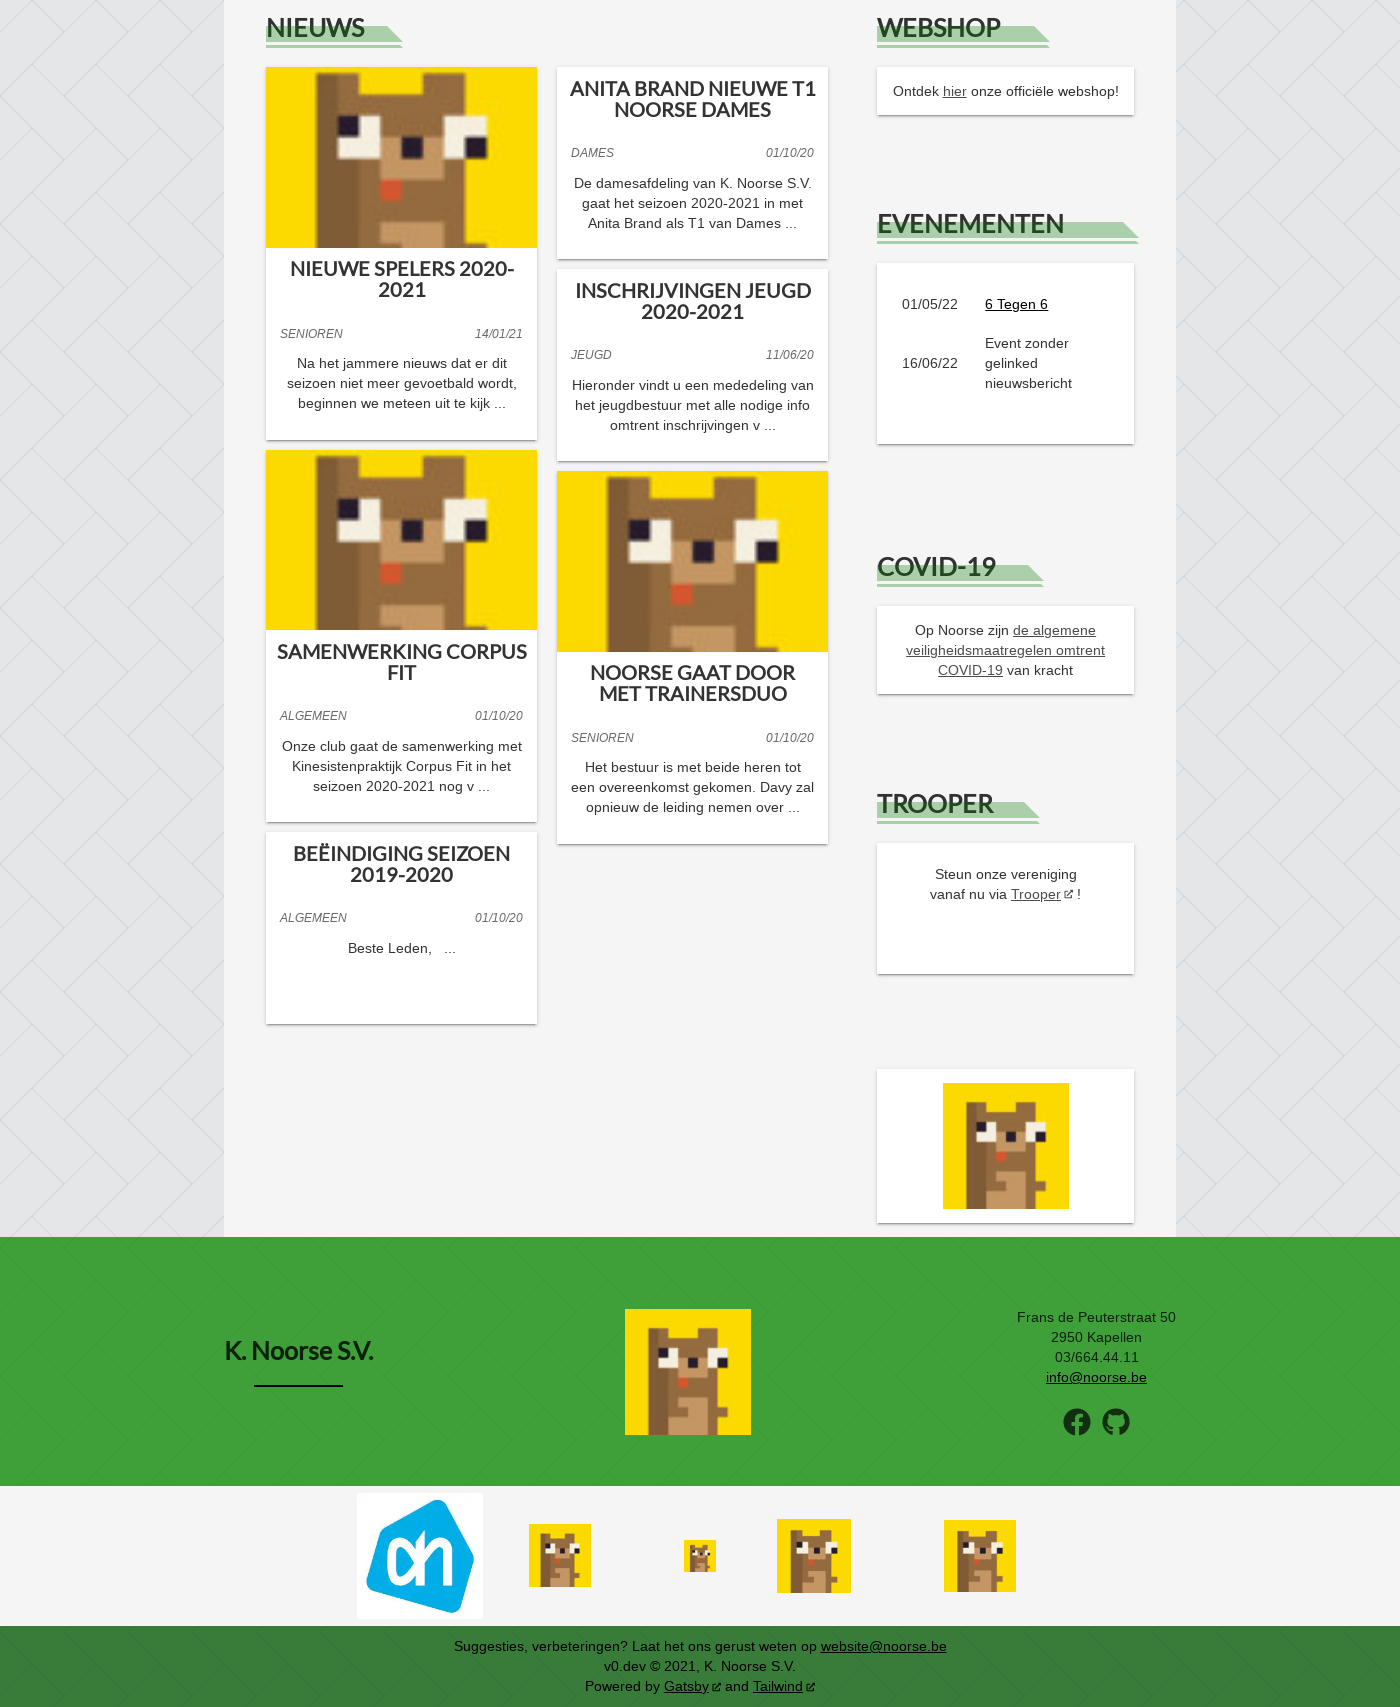 NIEUWS
NIEUWE SPELERS 2020-
2021
SENIOREN 14/01/21
Na het jammere nieuws dat er dit
seizoen niet meer gevoetbald wordt,
beginnen we meteen uit te kijk ...
SAMENWERKING CORPUS
FIT
ALGEMEEN 01/10/20
Onze club gaat de samenwerking met
Kinesistenpraktijk Corpus Fit in het
seizoen 2020-2021 nog v ...
BEËINDIGING SEIZOEN
2019-2020
ALGEMEEN 01/10/20
Beste Leden, ...
ANITA BRAND NIEUWE T1
NOORSE DAMES
DAMES 01/10/20
De damesafdeling van K. Noorse S.V.
gaat het seizoen 2020-2021 in met
Anita Brand als T1 van Dames ...
INSCHRIJVINGEN JEUGD
2020-2021
JEUGD 11/06/20
Hieronder vindt u een mededeling van
het jeugdbestuur met alle nodige info
omtrent inschrijvingen v ...
NOORSE GAAT DOOR
MET TRAINERSDUO
SENIOREN 01/10/20
Het bestuur is met beide heren tot
een overeenkomst gekomen. Davy zal
opnieuw de leiding nemen over ...
WEBSHOP
Ontdek hier onze officiële webshop!
EVENEMENTEN
01/05/22 6 Tegen 6
16/06/22 Event zonder
gelinked
nieuwsbericht
COVID-19
Op Noorse zijn de algemene
veiligheidsmaatregelen omtrent
COVID-19 van kracht
TROOPER
Steun onze vereniging
vanaf nu via Trooper !
K. Noorse S.V.
Frans de Peuterstraat 50
2950 Kapellen
03/664.44.11
info@noorse.be
ah
Suggesties, verbeteringen? Laat het ons gerust weten op website@noorse.be
v0.dev © 2021, K. Noorse S.V.
Powered by Gatsby and Tailwind